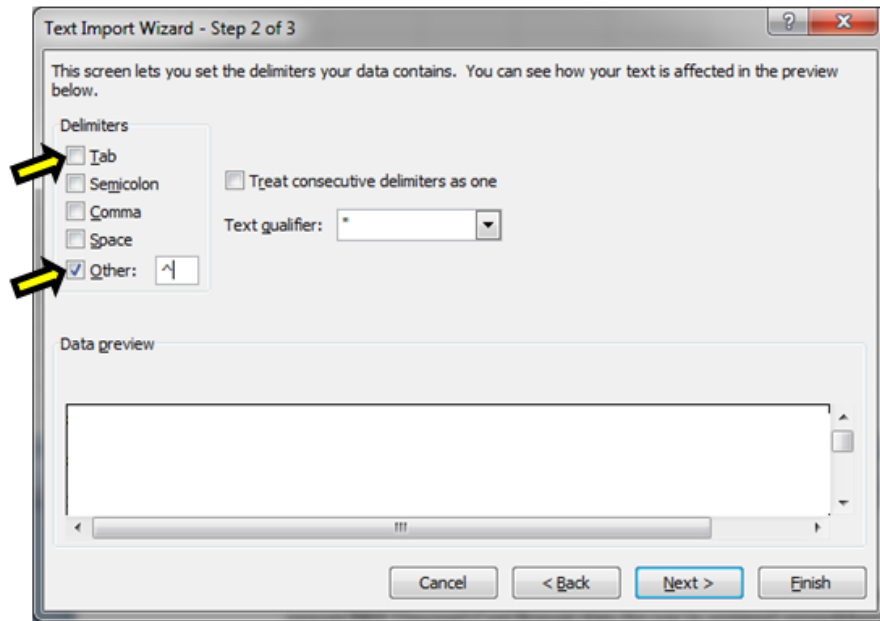 Text Import Wizard - Step 2 of 3
This screen lets you set the delimiters your data contains. You can see how your text is affected in the preview
below.
Delimiters
Tab
Semicolon
Comma
Space
Other: ^
Treat consecutive delimiters as one
Text qualifier: "
Data preview
Cancel
< Back
Next >
Finish